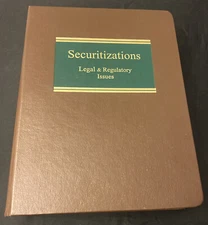 Securitizations
Legal & Regulatory
Issues